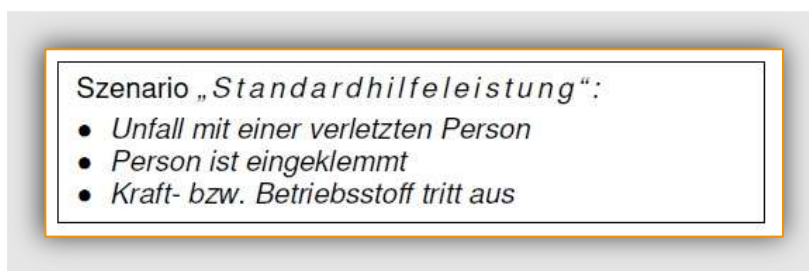 Szenario „Standardhilfeleistung“:
● Unfall mit einer verletzten Person
● Person ist eingeklemmt
● Kraft- bzw. Betriebsstoff tritt aus